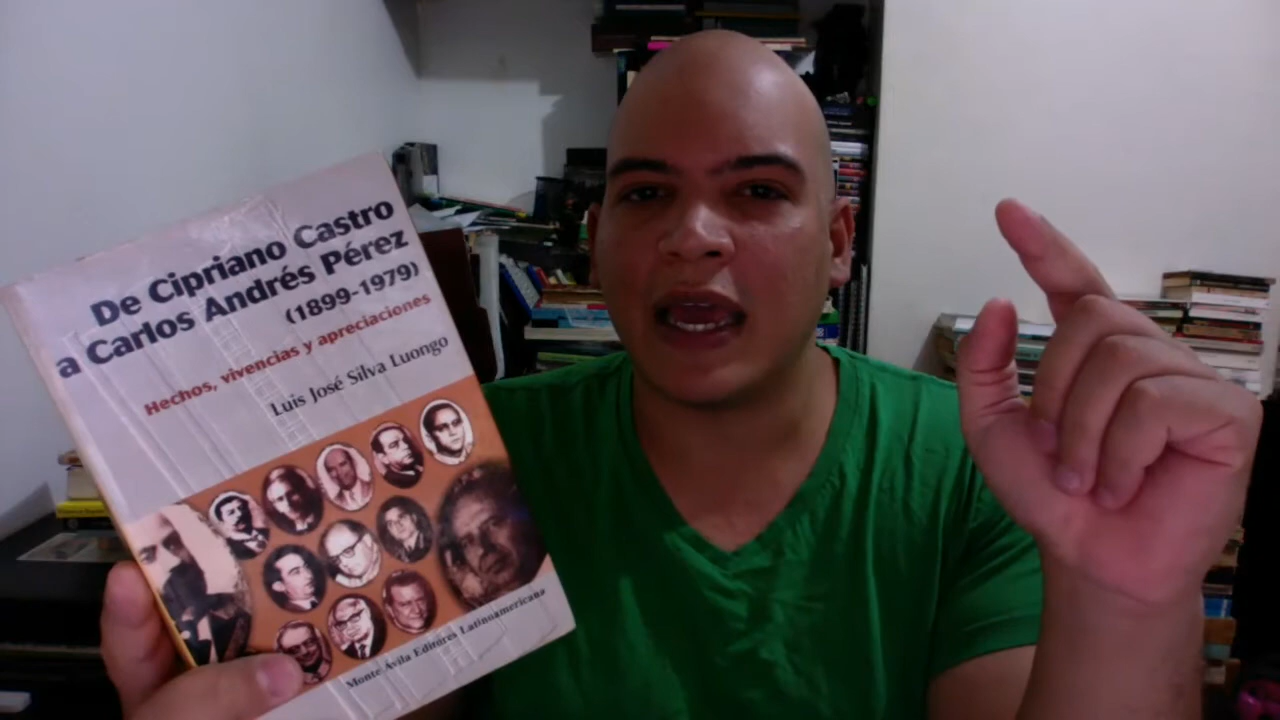 De Cipriano Castro
a Carlos Andrés Pérez
(1899-1979)
Hechos, vivencias y apreciaciones
Luis José Silva Luongo
Monte Ávila Editores Latinoamericana